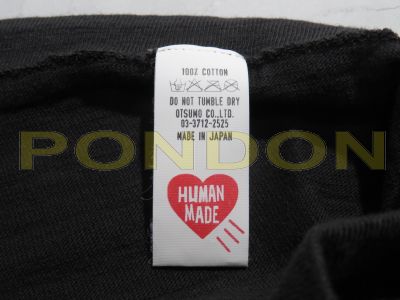 100% COTTON
DO NOT TUMBLE DRY
OTSUMO CO.,LTD.
03-3712-2525
MADE IN JAPAN
PONDON
HUMAN
MADE